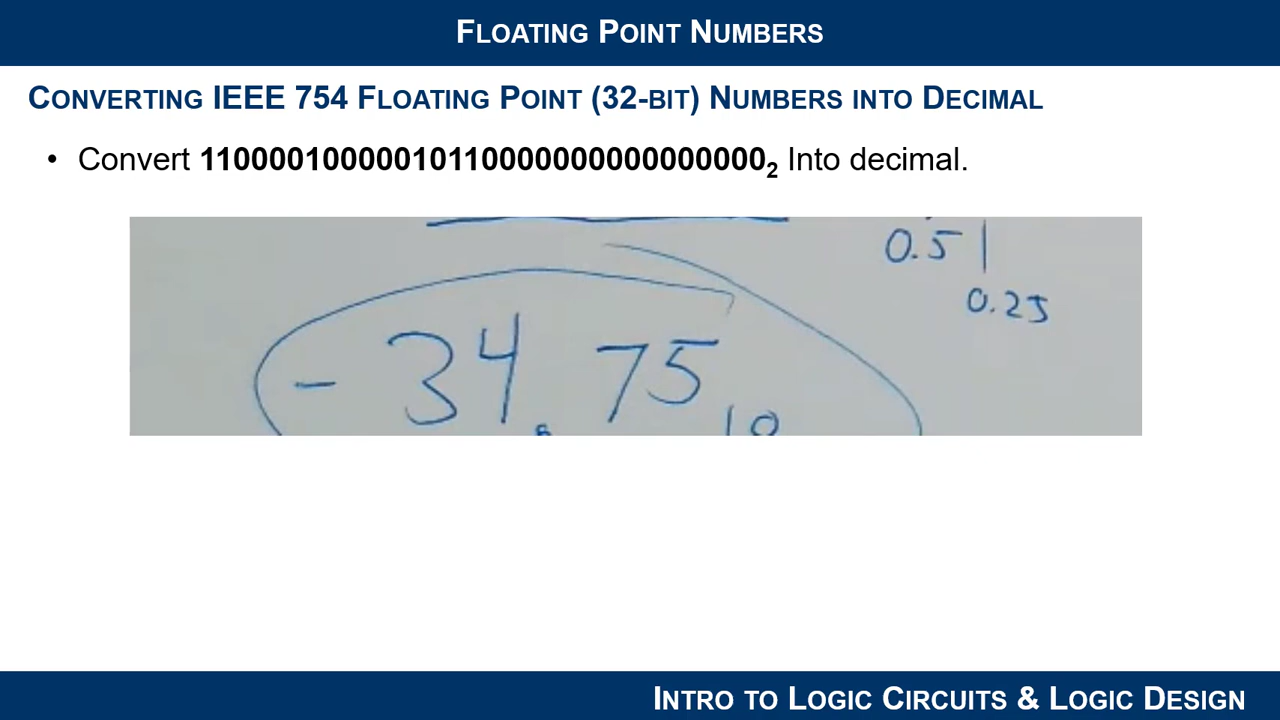 Floating Point Numbers
Converting IEEE 754 Floating Point (32-bit) Numbers into Decimal
• Convert 11000010000010110000000000000000₂ Into decimal.
0.5
0.25
- 34.75₁₀
Intro to Logic Circuits & Logic Design